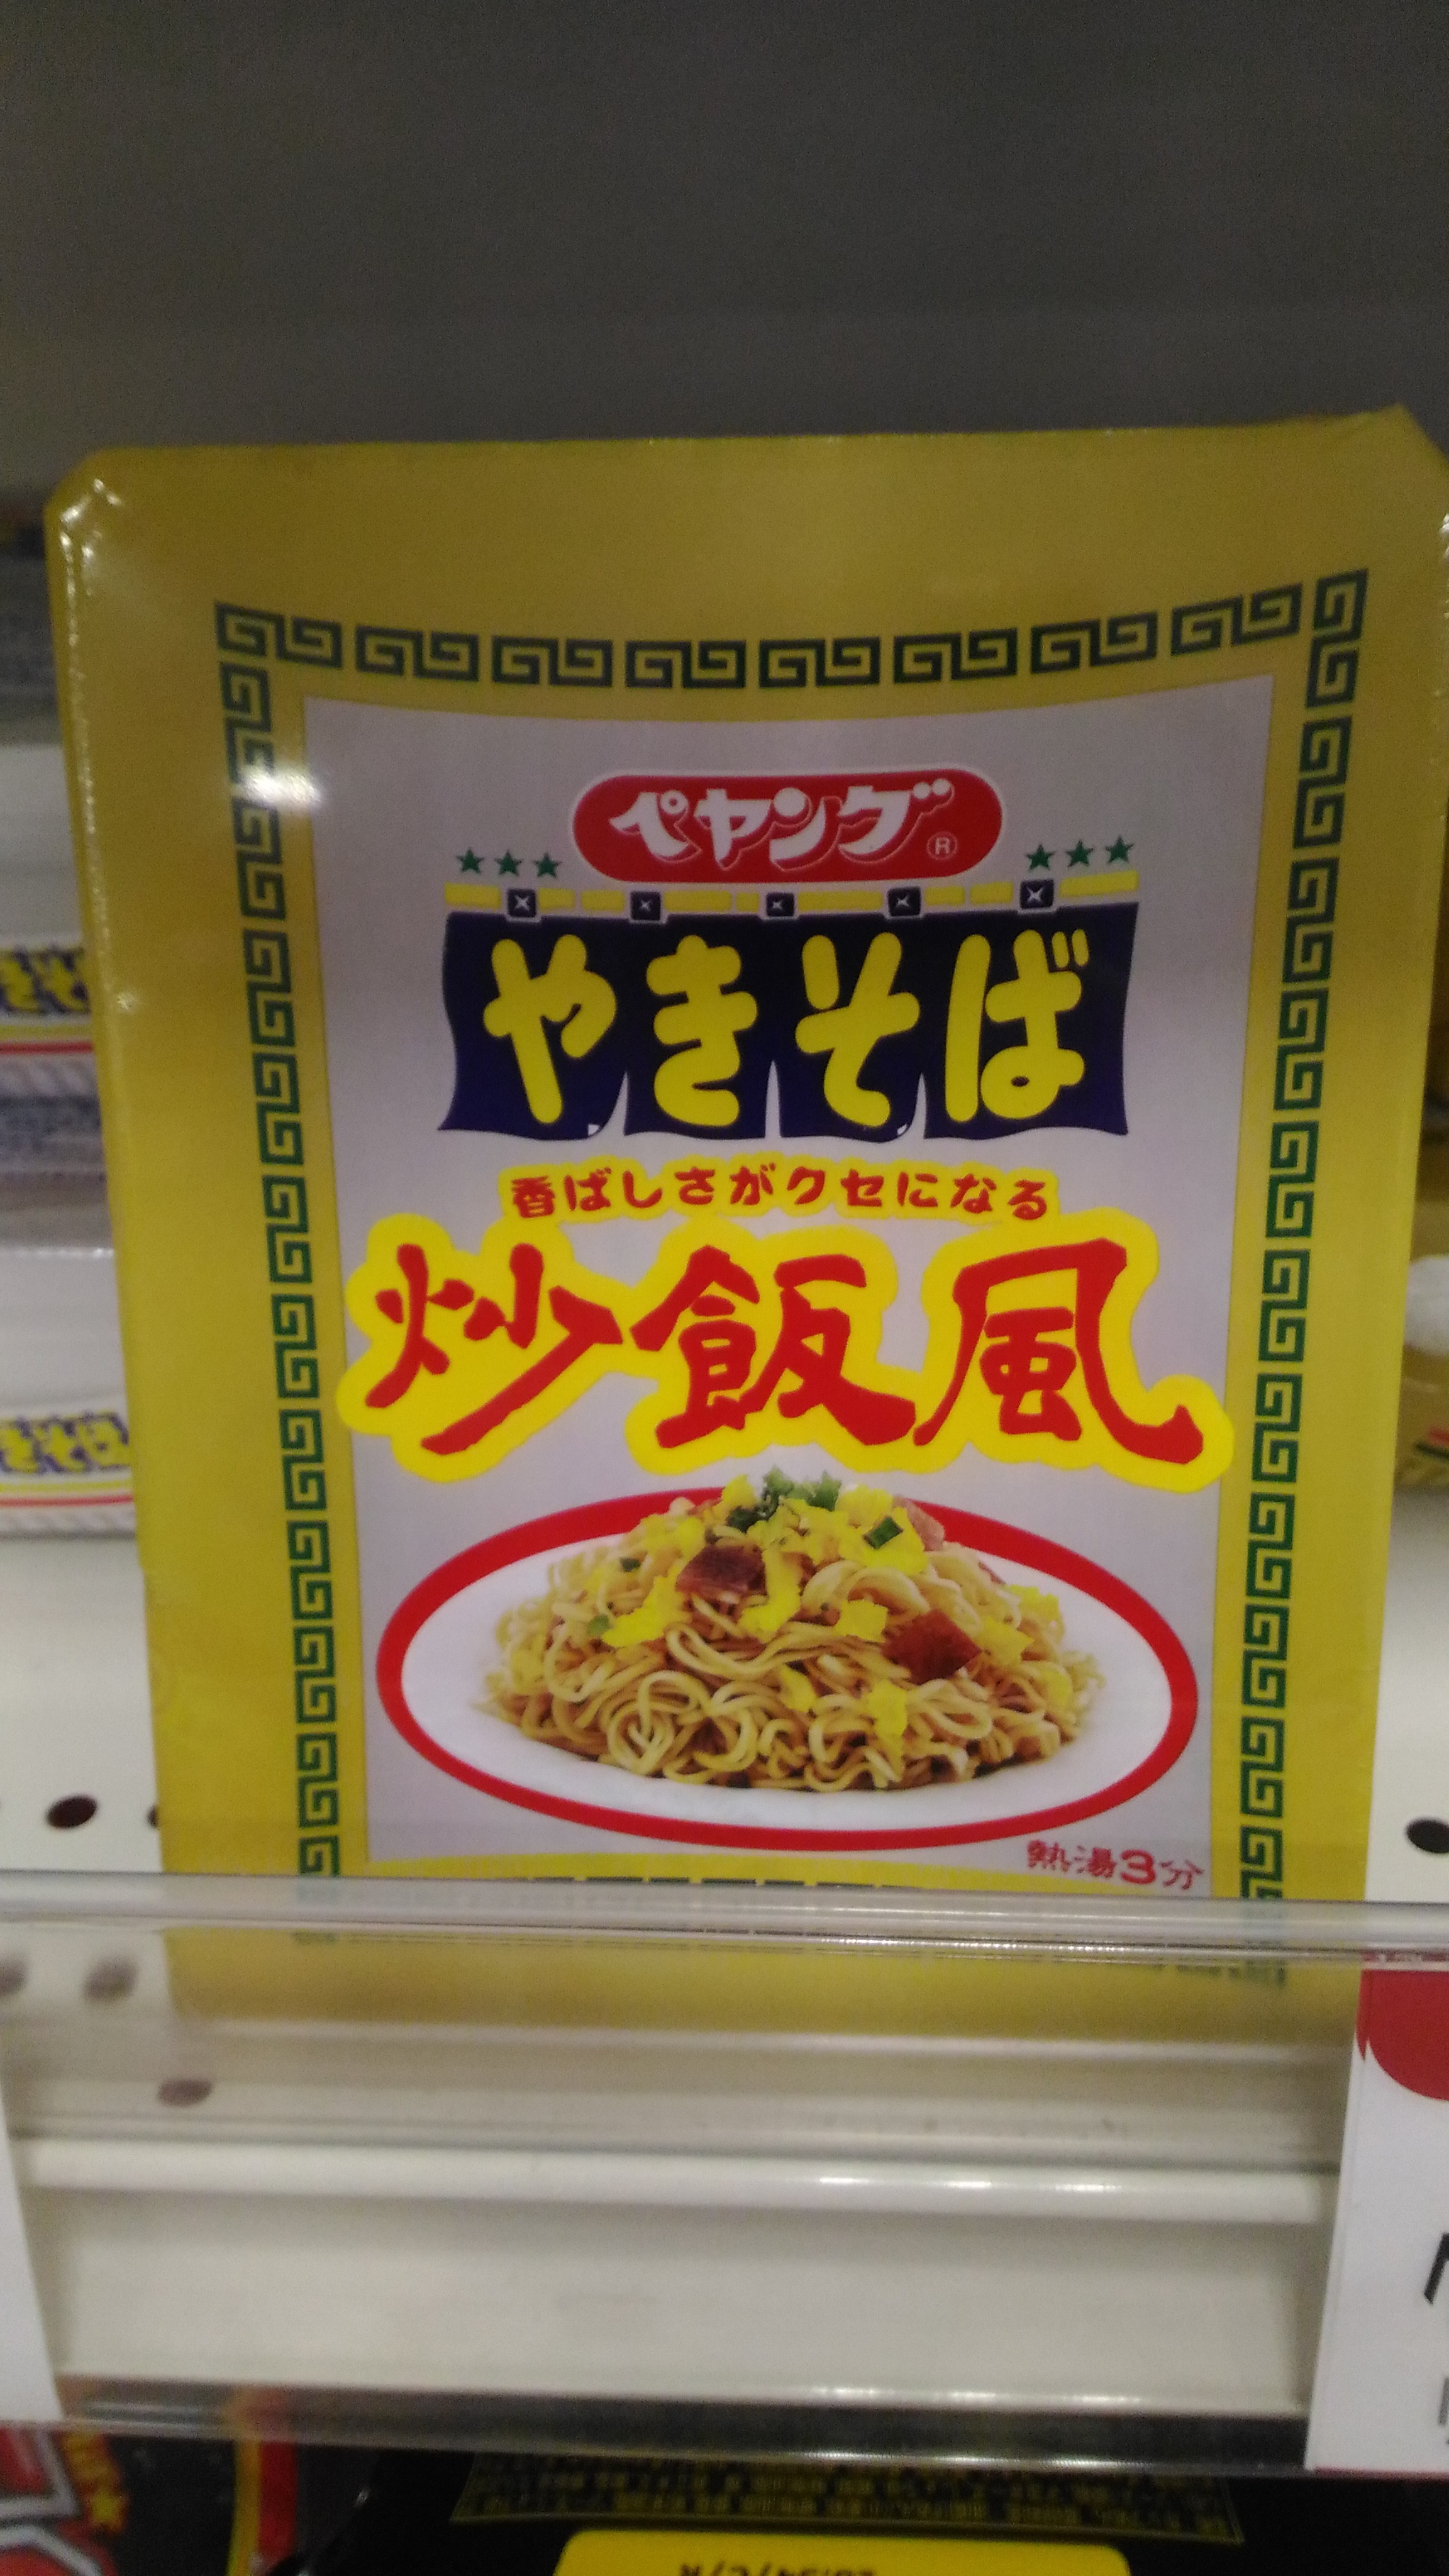 ペヤング®
やきそば
香ばしさがクセになる
炒飯風
熱湯3分